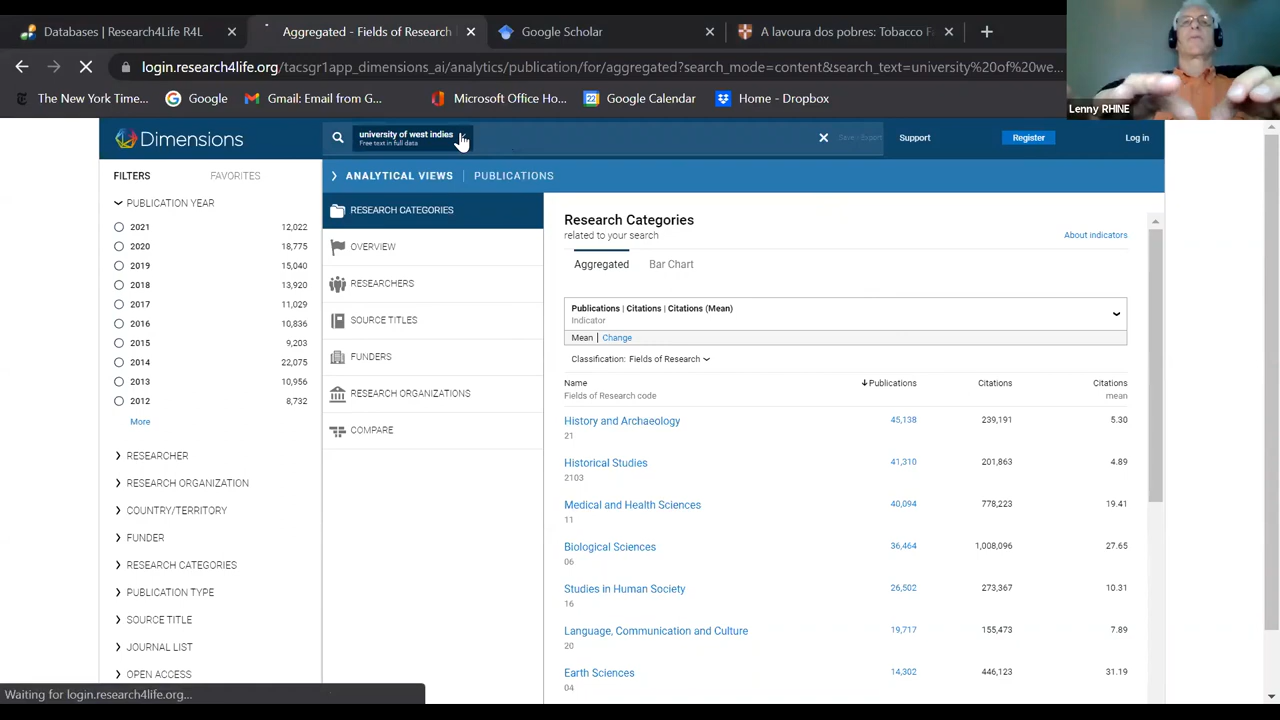 Databases | Research4Life R4L
Aggregated - Fields of Research
Google Scholar
A lavoura dos pobres: Tobacco F
login.research4life.org/tacsgr1app_dimensions_ai/analytics/publication/for/aggregated?search_mode=content&search_text=university%20of%20we...
The New York Time...
Google
Gmail: Email from G...
Microsoft Office Ho...
Google Calendar
Home - Dropbox
Lenny RHINE
Dimensions
university of west indies
Free text in full data
Save / Export
Support
Register
Log in
FILTERS
FAVORITES
ANALYTICAL VIEWS
PUBLICATIONS
PUBLICATION YEAR
2021 12,022
2020 18,775
2019 15,040
2018 13,920
2017 11,029
2016 10,836
2015 9,203
2014 22,075
2013 10,956
2012 8,732
More
RESEARCHER
RESEARCH ORGANIZATION
COUNTRY/TERRITORY
FUNDER
RESEARCH CATEGORIES
PUBLICATION TYPE
SOURCE TITLE
JOURNAL LIST
OPEN ACCESS
RESEARCH CATEGORIES
OVERVIEW
RESEARCHERS
SOURCE TITLES
FUNDERS
RESEARCH ORGANIZATIONS
COMPARE
Research Categories
related to your search
About indicators
Aggregated
Bar Chart
Publications | Citations | Citations (Mean)
Indicator
Mean | Change
Classification: Fields of Research
Name Publications Citations Citations
Fields of Research code mean
History and Archaeology 45,138 239,191 5.30
21
Historical Studies 41,310 201,863 4.89
2103
Medical and Health Sciences 40,094 778,223 19.41
11
Biological Sciences 36,464 1,008,096 27.65
06
Studies in Human Society 26,502 273,367 10.31
16
Language, Communication and Culture 19,717 155,473 7.89
20
Earth Sciences 14,302 446,123 31.19
04
Waiting for login.research4life.org...